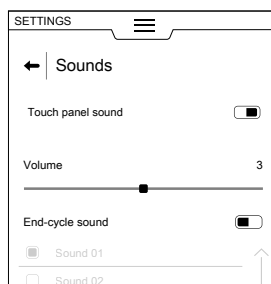 SETTINGS
Sounds
Touch panel sound
Volume 3
End-cycle sound
Sound 01
Sound 02